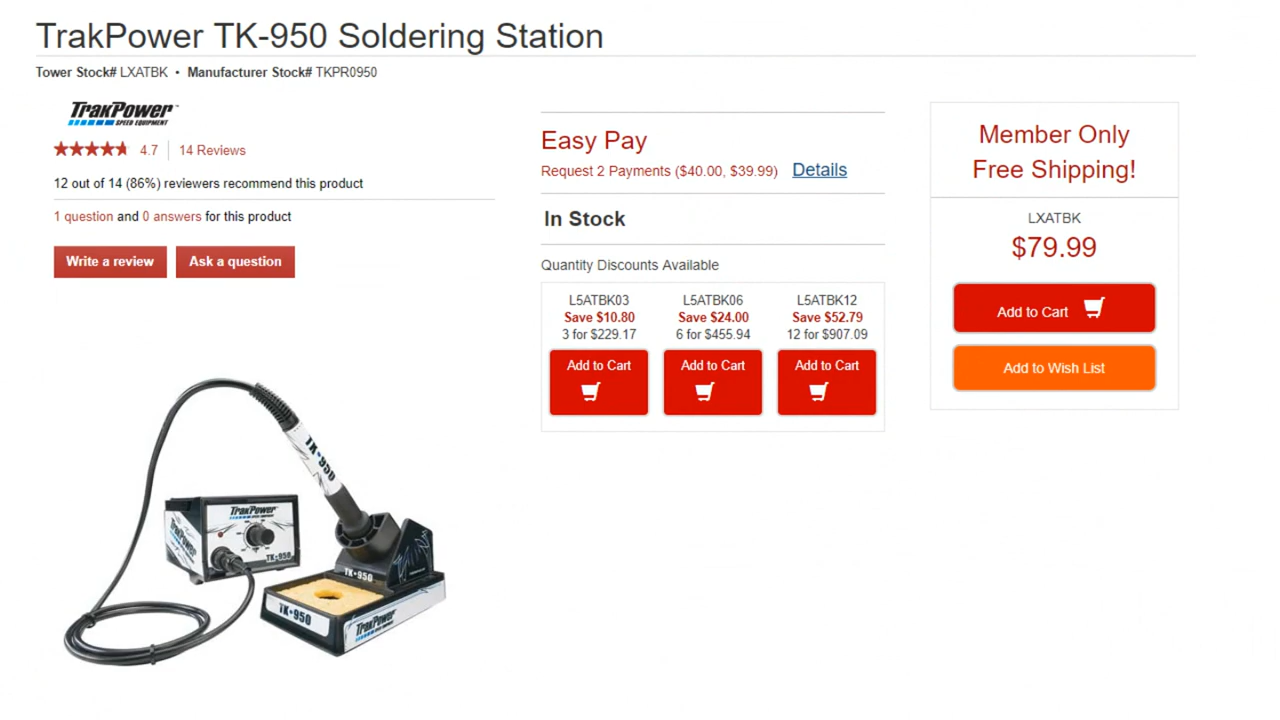 TrakPower TK-950 Soldering Station
Tower Stock# LXATBK • Manufacturer Stock# TKPR0950
TrakPower™
SPEED EQUIPMENT
4.7 14 Reviews
12 out of 14 (86%) reviewers recommend this product
1 question and 0 answers for this product
Write a review
Ask a question
Easy Pay
Request 2 Payments ($40.00, $39.99) Details
In Stock
Quantity Discounts Available
L5ATBK03
Save $10.80
3 for $229.17
Add to Cart
L5ATBK06
Save $24.00
6 for $455.94
Add to Cart
L5ATBK12
Save $52.79
12 for $907.09
Add to Cart
Member Only
Free Shipping!
LXATBK
$79.99
Add to Cart
Add to Wish List
TK-950
TrakPower
TrakPower
TK-950
TK-950
TK-950
TrakPower